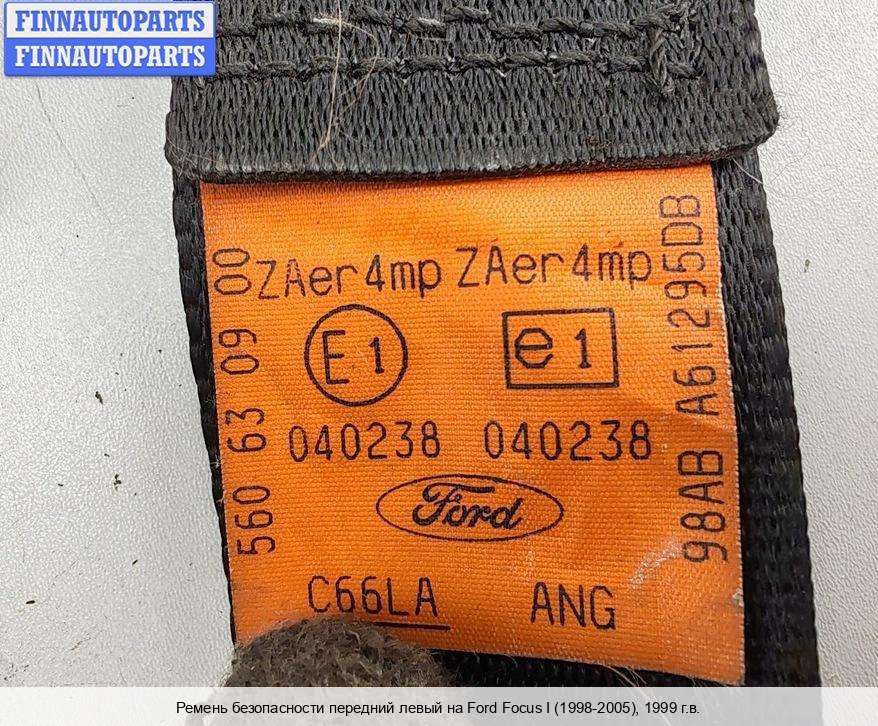 FINNAUTOPARTS
FINNAUTOPARTS
ZAer4mp ZAer4mp
E1 e1
040238 040238
Ford
C66LA ANG
560 63 09 00
98AB A61295DB
Ремень безопасности передний левый на Ford Focus I (1998-2005), 1999 г.в.